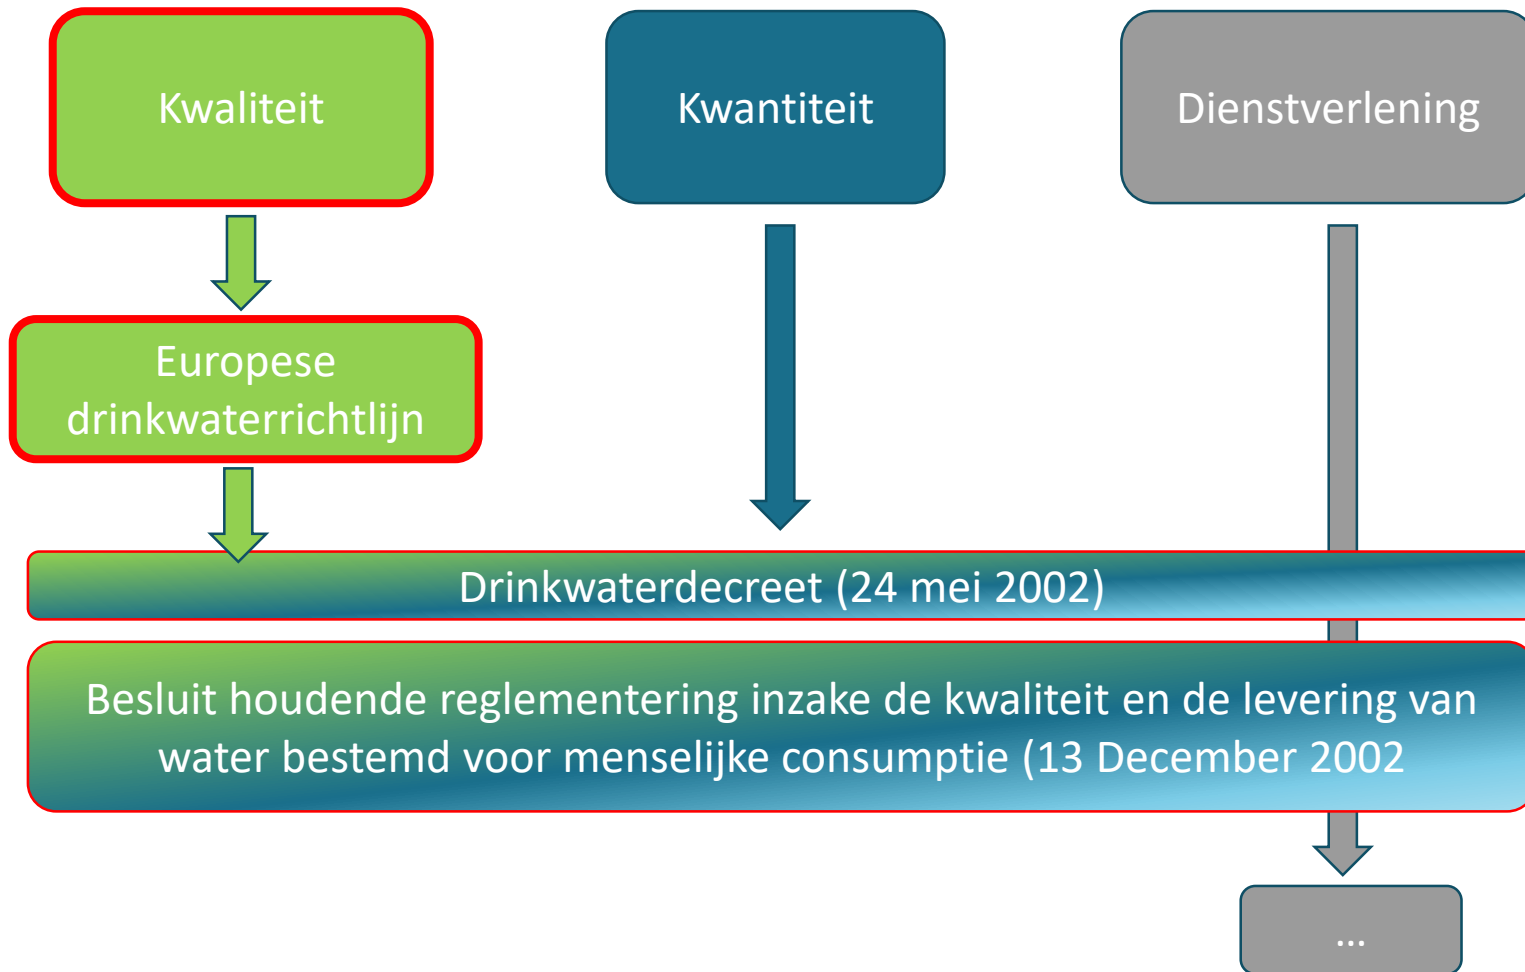 Kwaliteit
Kwantiteit
Dienstverlening
Europese
drinkwaterrichtlijn
Drinkwaterdecreet (24 mei 2002)
Besluit houdende reglementering inzake de kwaliteit en de levering van
water bestemd voor menselijke consumptie (13 December 2002
...